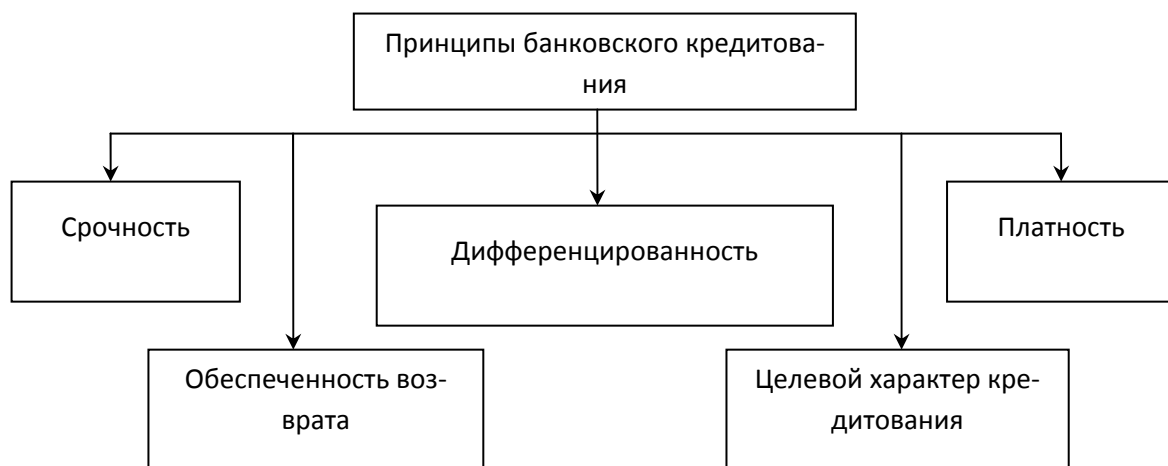 Принципы банковского кредитова-
ния
Срочность
Дифференцированность
Платность
Обеспеченность воз-
врата
Целевой характер кре-
дитования